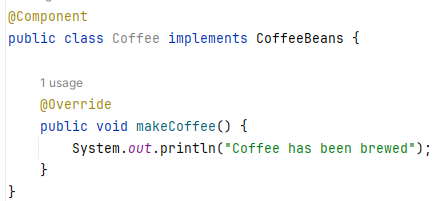 @Component
public class Coffee implements CoffeeBeans {
1 usage
@Override
public void makeCoffee() {
System.out.println("Coffee has been brewed");
}
}